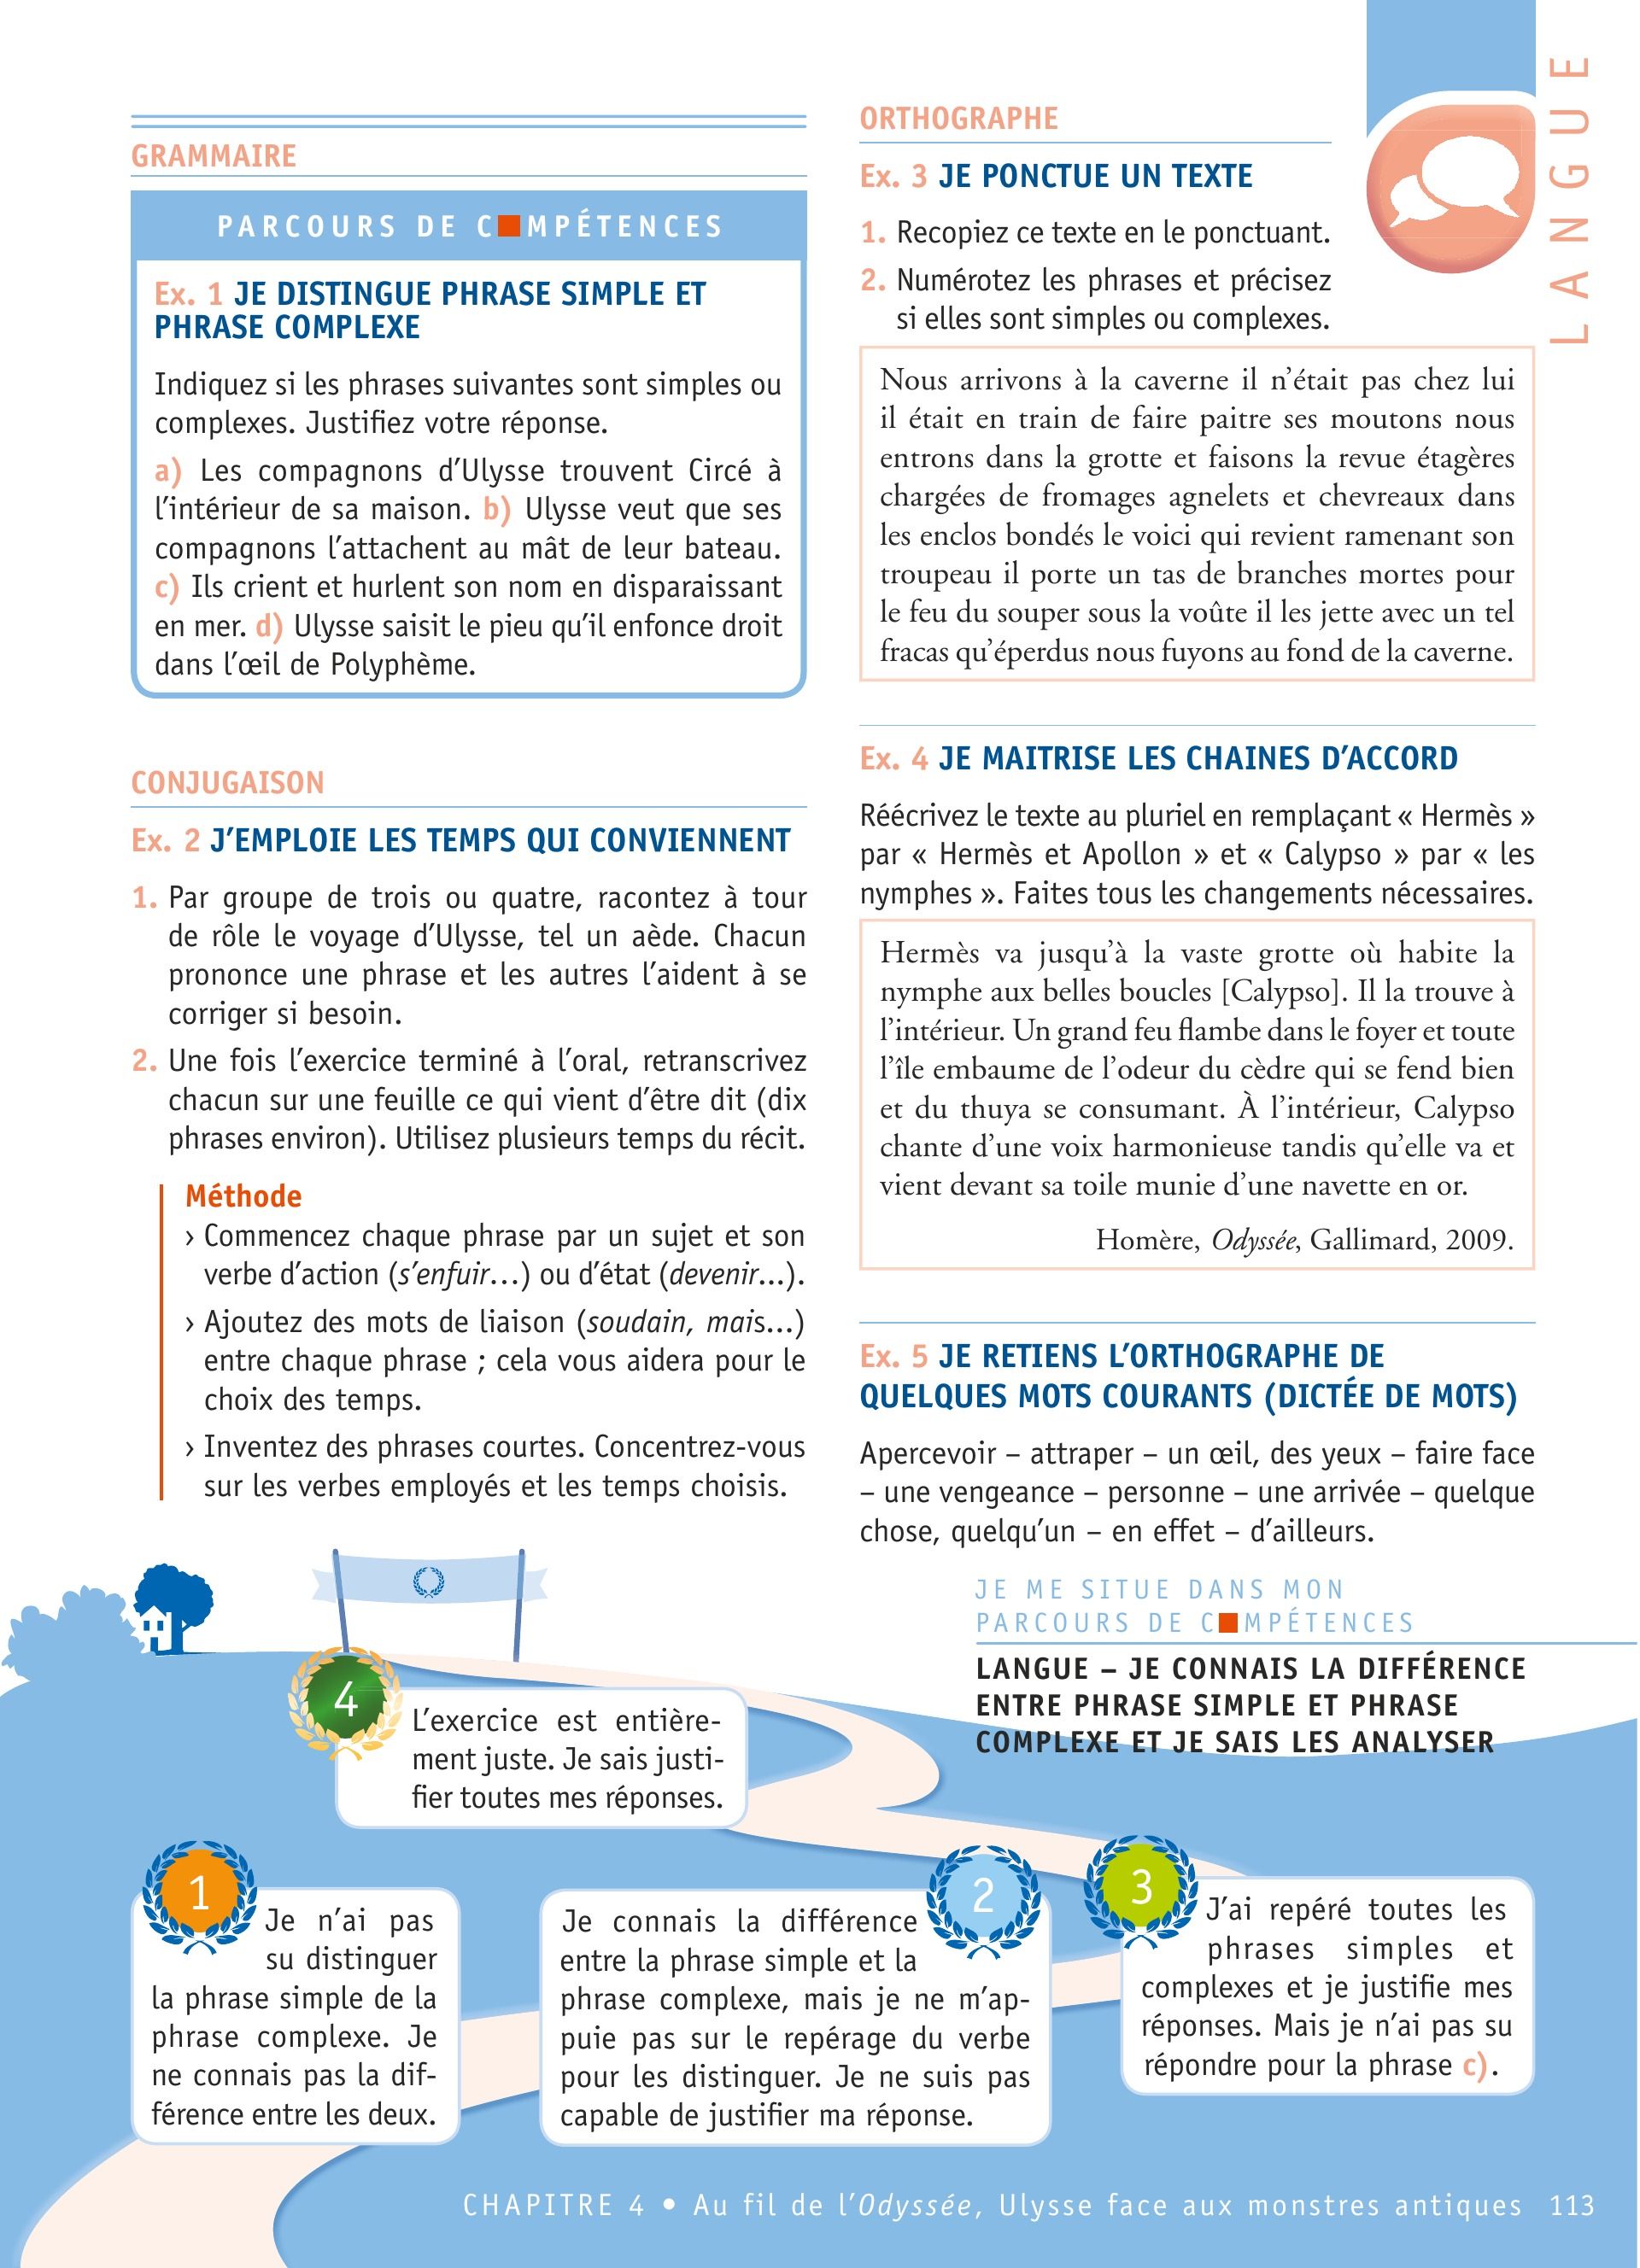 LANGUE
GRAMMAIRE
PARCOURS DE C■MPÉTENCES
Ex. 1 JE DISTINGUE PHRASE SIMPLE ET
PHRASE COMPLEXE
Indiquez si les phrases suivantes sont simples ou
complexes. Justifiez votre réponse.
a) Les compagnons d’Ulysse trouvent Circé à
l’intérieur de sa maison. b) Ulysse veut que ses
compagnons l’attachent au mât de leur bateau.
c) Ils crient et hurlent son nom en disparaissant
en mer. d) Ulysse saisit le pieu qu’il enfonce droit
dans l’œil de Polyphème.
CONJUGAISON
Ex. 2 J’EMPLOIE LES TEMPS QUI CONVIENNENT
1. Par groupe de trois ou quatre, racontez à tour
de rôle le voyage d’Ulysse, tel un aède. Chacun
prononce une phrase et les autres l’aident à se
corriger si besoin.
2. Une fois l’exercice terminé à l’oral, retranscrivez
chacun sur une feuille ce qui vient d’être dit (dix
phrases environ). Utilisez plusieurs temps du récit.
Méthode
› Commencez chaque phrase par un sujet et son
verbe d’action (s’enfuir…) ou d’état (devenir...).
› Ajoutez des mots de liaison (soudain, mais…)
entre chaque phrase ; cela vous aidera pour le
choix des temps.
› Inventez des phrases courtes. Concentrez-vous
sur les verbes employés et les temps choisis.
ORTHOGRAPHE
Ex. 3 JE PONCTUE UN TEXTE
1. Recopiez ce texte en le ponctuant.
2. Numérotez les phrases et précisez
si elles sont simples ou complexes.
Nous arrivons à la caverne il n’était pas chez lui
il était en train de faire paitre ses moutons nous
entrons dans la grotte et faisons la revue étagères
chargées de fromages agnelets et chevreaux dans
les enclos bondés le voici qui revient ramenant son
troupeau il porte un tas de branches mortes pour
le feu du souper sous la voûte il les jette avec un tel
fracas qu’éperdus nous fuyons au fond de la caverne.
Ex. 4 JE MAITRISE LES CHAINES D’ACCORD
Réécrivez le texte au pluriel en remplaçant « Hermès »
par « Hermès et Apollon » et « Calypso » par « les
nymphes ». Faites tous les changements nécessaires.
Hermès va jusqu’à la vaste grotte où habite la
nymphe aux belles boucles [Calypso]. Il la trouve à
l’intérieur. Un grand feu flambe dans le foyer et toute
l’île embaume de l’odeur du cèdre qui se fend bien
et du thuya se consumant. À l’intérieur, Calypso
chante d’une voix harmonieuse tandis qu’elle va et
vient devant sa toile munie d’une navette en or.
Homère, Odyssée, Gallimard, 2009.
Ex. 5 JE RETIENS L’ORTHOGRAPHE DE
QUELQUES MOTS COURANTS (DICTÉE DE MOTS)
Apercevoir – attraper – un œil, des yeux – faire face
– une vengeance – personne – une arrivée – quelque
chose, quelqu’un – en effet – d’ailleurs.
JE ME SITUE DANS MON
PARCOURS DE C■MPÉTENCES
LANGUE – JE CONNAIS LA DIFFÉRENCE
ENTRE PHRASE SIMPLE ET PHRASE
COMPLEXE ET JE SAIS LES ANALYSER
4
L’exercice est entière-
ment juste. Je sais justi-
fier toutes mes réponses.
1
Je n’ai pas
su distinguer
la phrase simple de la
phrase complexe. Je
ne connais pas la dif-
férence entre les deux.
2
Je connais la différence
entre la phrase simple et la
phrase complexe, mais je ne m’ap-
puie pas sur le repérage du verbe
pour les distinguer. Je ne suis pas
capable de justifier ma réponse.
3
J’ai repéré toutes les
phrases simples et
complexes et je justifie mes
réponses. Mais je n’ai pas su
répondre pour la phrase c).
CHAPITRE 4 • Au fil de l’Odyssée, Ulysse face aux monstres antiques 113